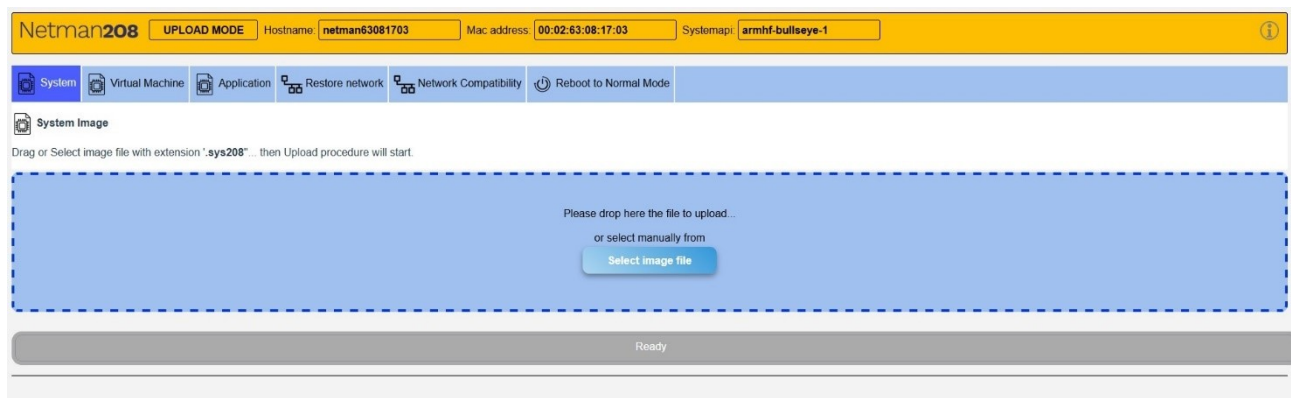 Netman208 UPLOAD MODE Hostname: netman63081703 Mac address: 00:02:63:08:17:03 Systemapi: armhf-bullseye-1
System Virtual Machine Application Restore network Network Compatibility Reboot to Normal Mode
System Image
Drag or Select image file with extension '.sys208"... then Upload procedure will start.
Please drop here the file to upload...
or select manually from
Select image file
Ready